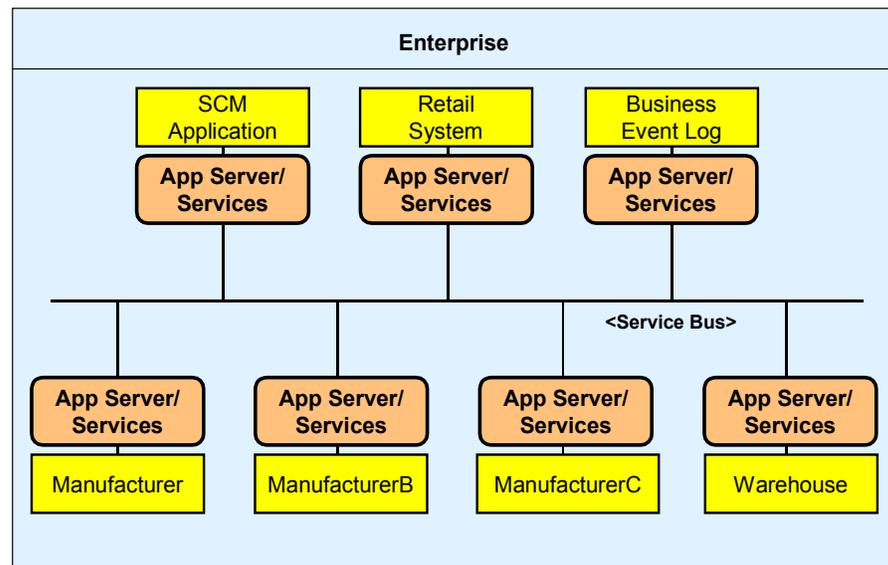 Enterprise
SCM
Application
Retail
System
Business
Event Log
App Server/
Services
App Server/
Services
App Server/
Services
<Service Bus>
App Server/
Services
App Server/
Services
App Server/
Services
App Server/
Services
Manufacturer
ManufacturerB
ManufacturerC
Warehouse